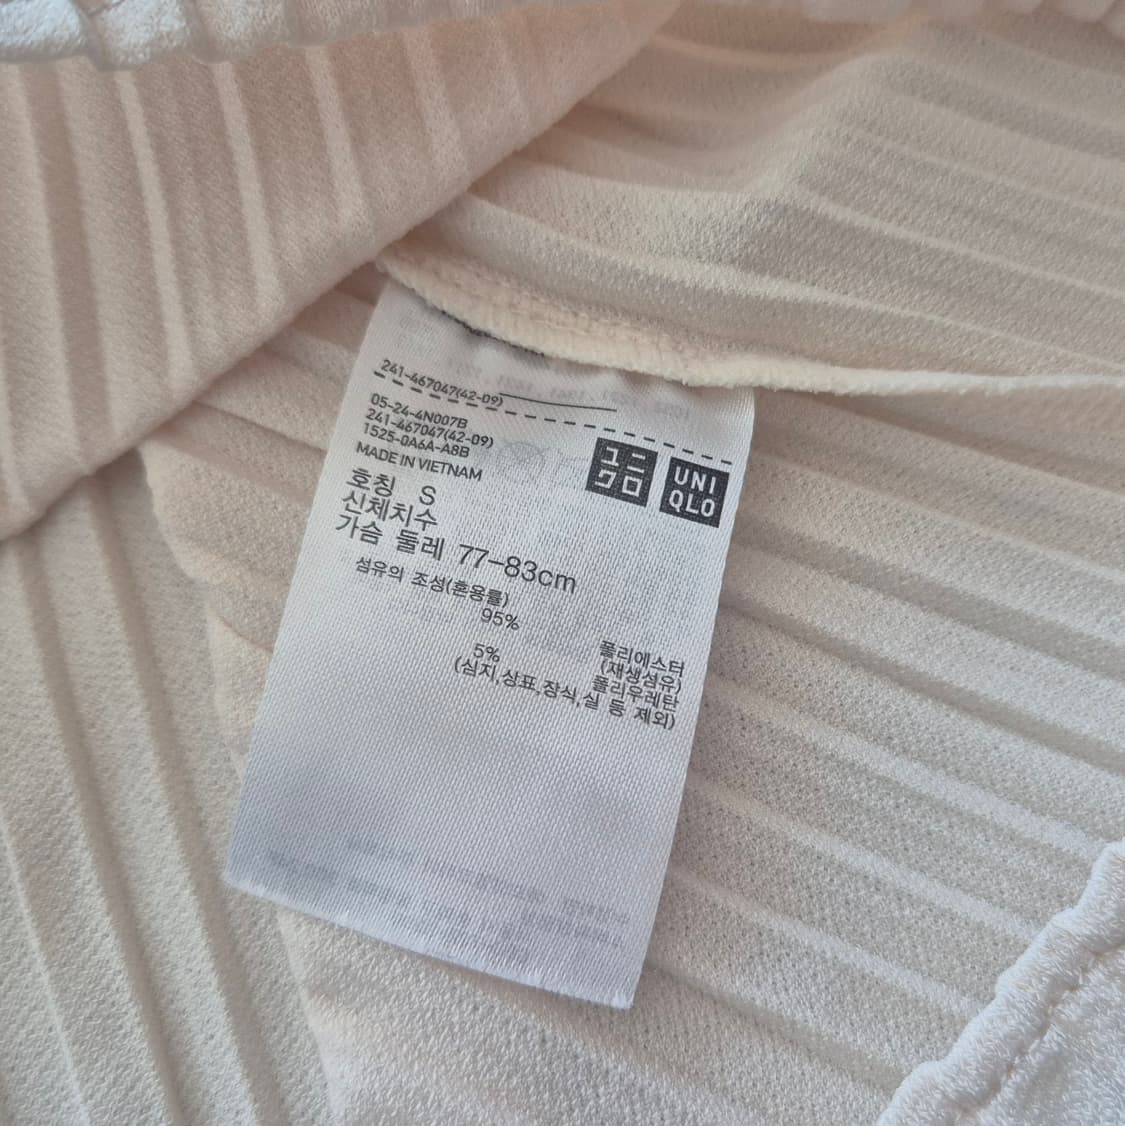 241-467047(42-09)
05-24-4N007B
241-467047(42-09)
1525-0A6A-A8B
MADE IN VIETNAM
ユニ
クロ
UNI
QLO
호칭 S
신체치수
가슴 둘레 77-83cm
섬유의 조성(혼용률)
95%
폴리에스터
(재생섬유)
5%
폴리우레탄
(심지,상표,장식,실 등 제외)